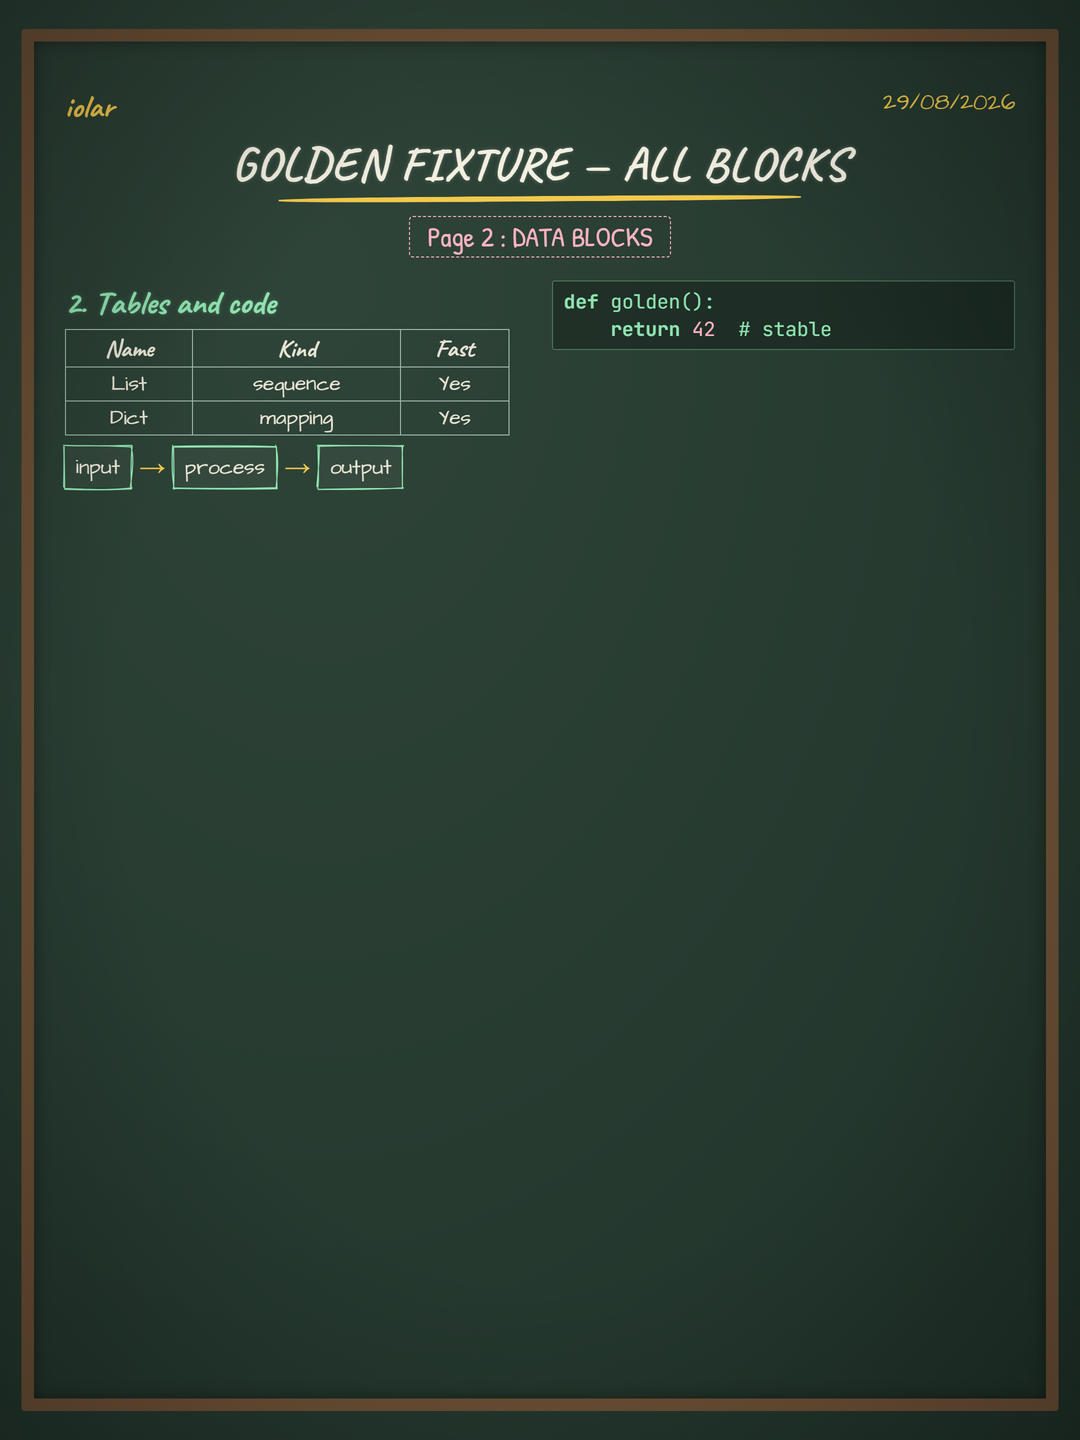 iolar
29/08/2026
GOLDEN FIXTURE – ALL BLOCKS
Page 2 : DATA BLOCKS
2. Tables and code
Name Kind Fast
List sequence Yes
Dict mapping Yes
input → process → output
def golden():
    return 42  # stable